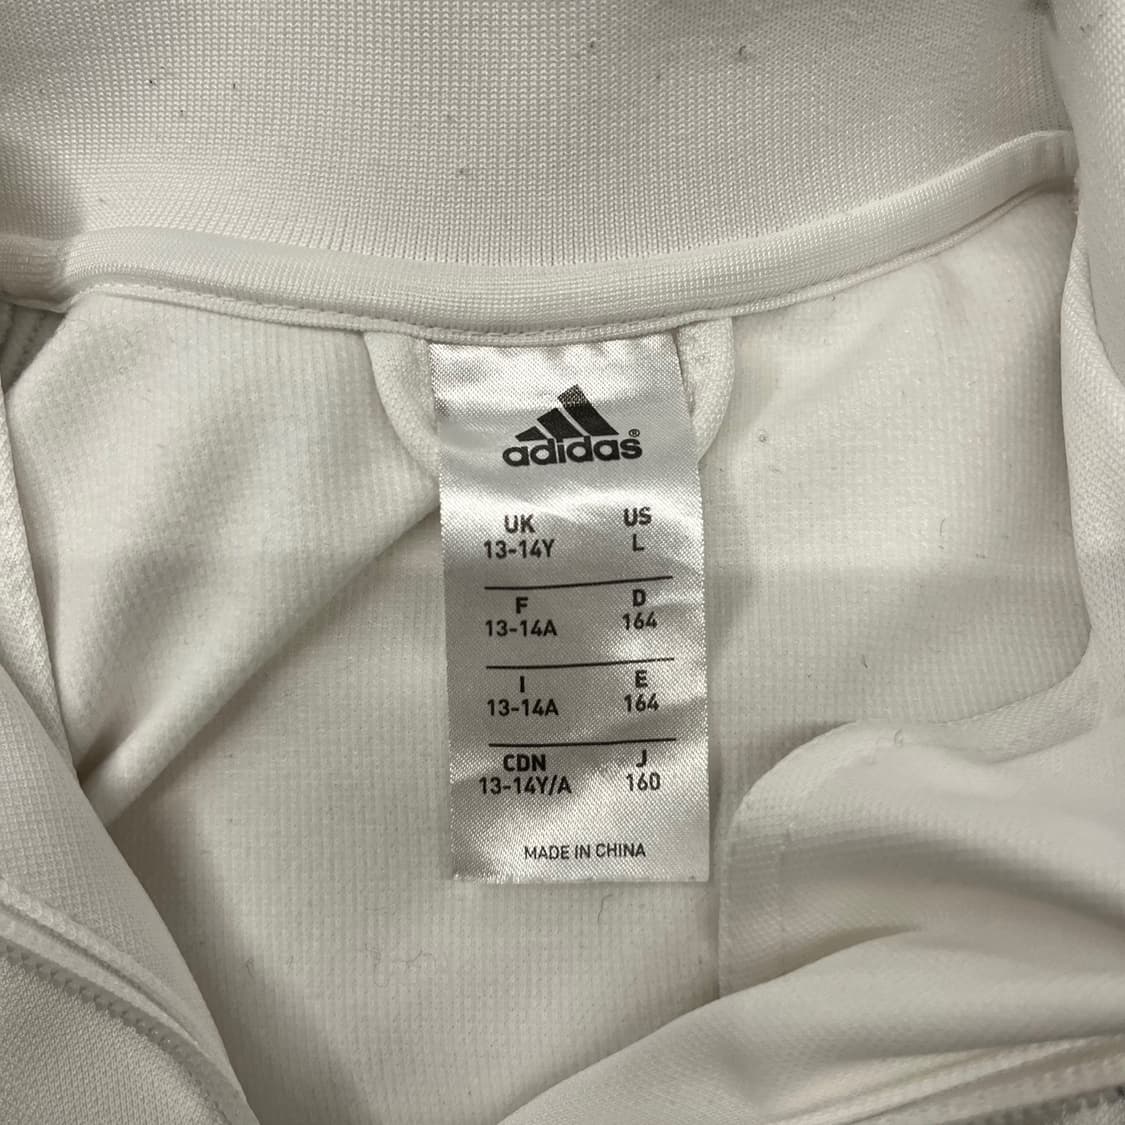 adidas®
UK US
13-14Y L
F D
13-14A 164
I E
13-14A 164
CDN J
13-14Y/A 160
MADE IN CHINA